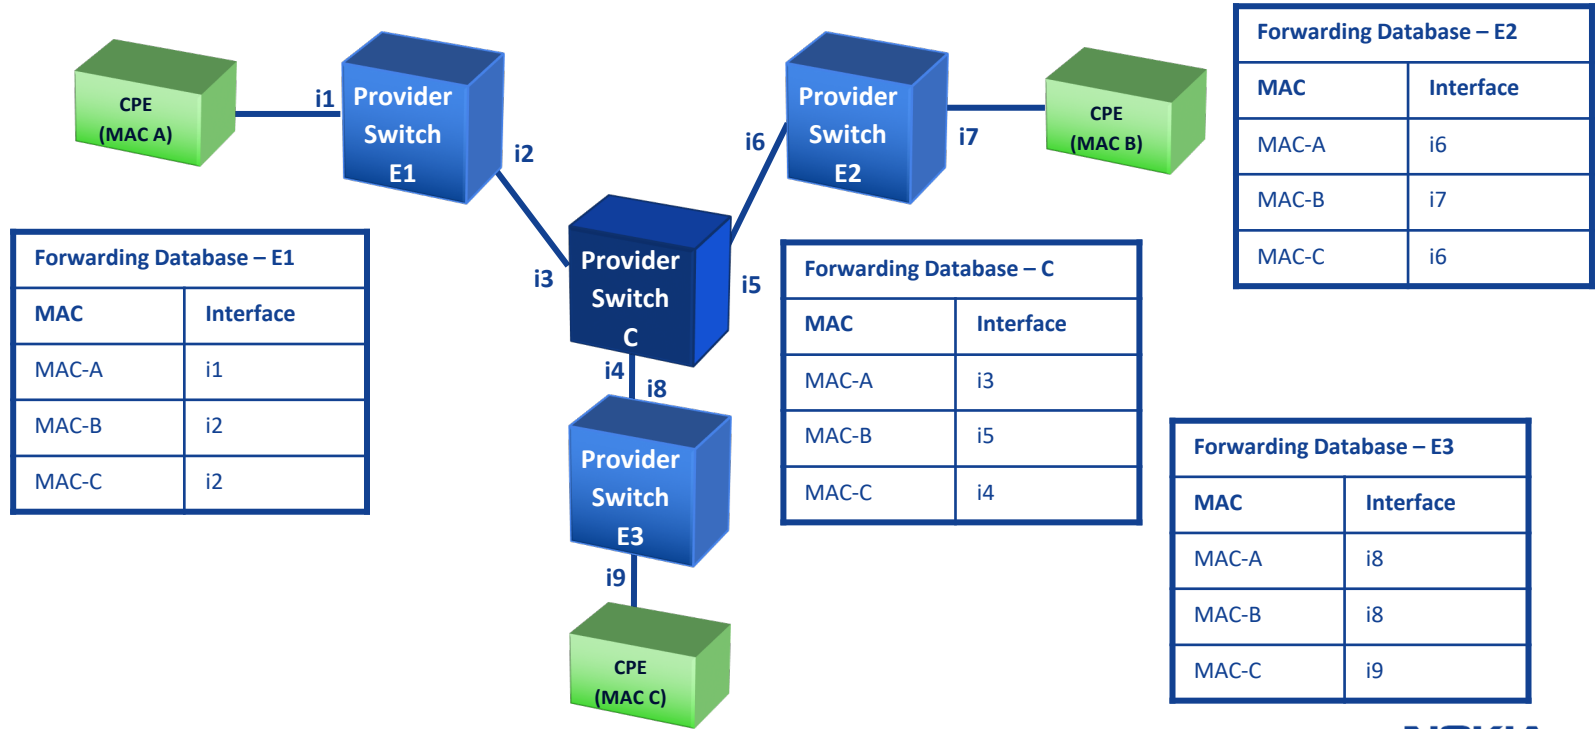 CPE
(MAC A)
i1
Provider
Switch
E1
i2
Provider
Switch
E2
i6
i7
CPE
(MAC B)
Forwarding Database – E2
MAC Interface
MAC-A i6
MAC-B i7
MAC-C i6
Forwarding Database – E1
MAC Interface
MAC-A i1
MAC-B i2
MAC-C i2
i3
Provider
Switch
C
i5
i4
i8
Forwarding Database – C
MAC Interface
MAC-A i3
MAC-B i5
MAC-C i4
Provider
Switch
E3
i9
CPE
(MAC C)
Forwarding Database – E3
MAC Interface
MAC-A i8
MAC-B i8
MAC-C i9